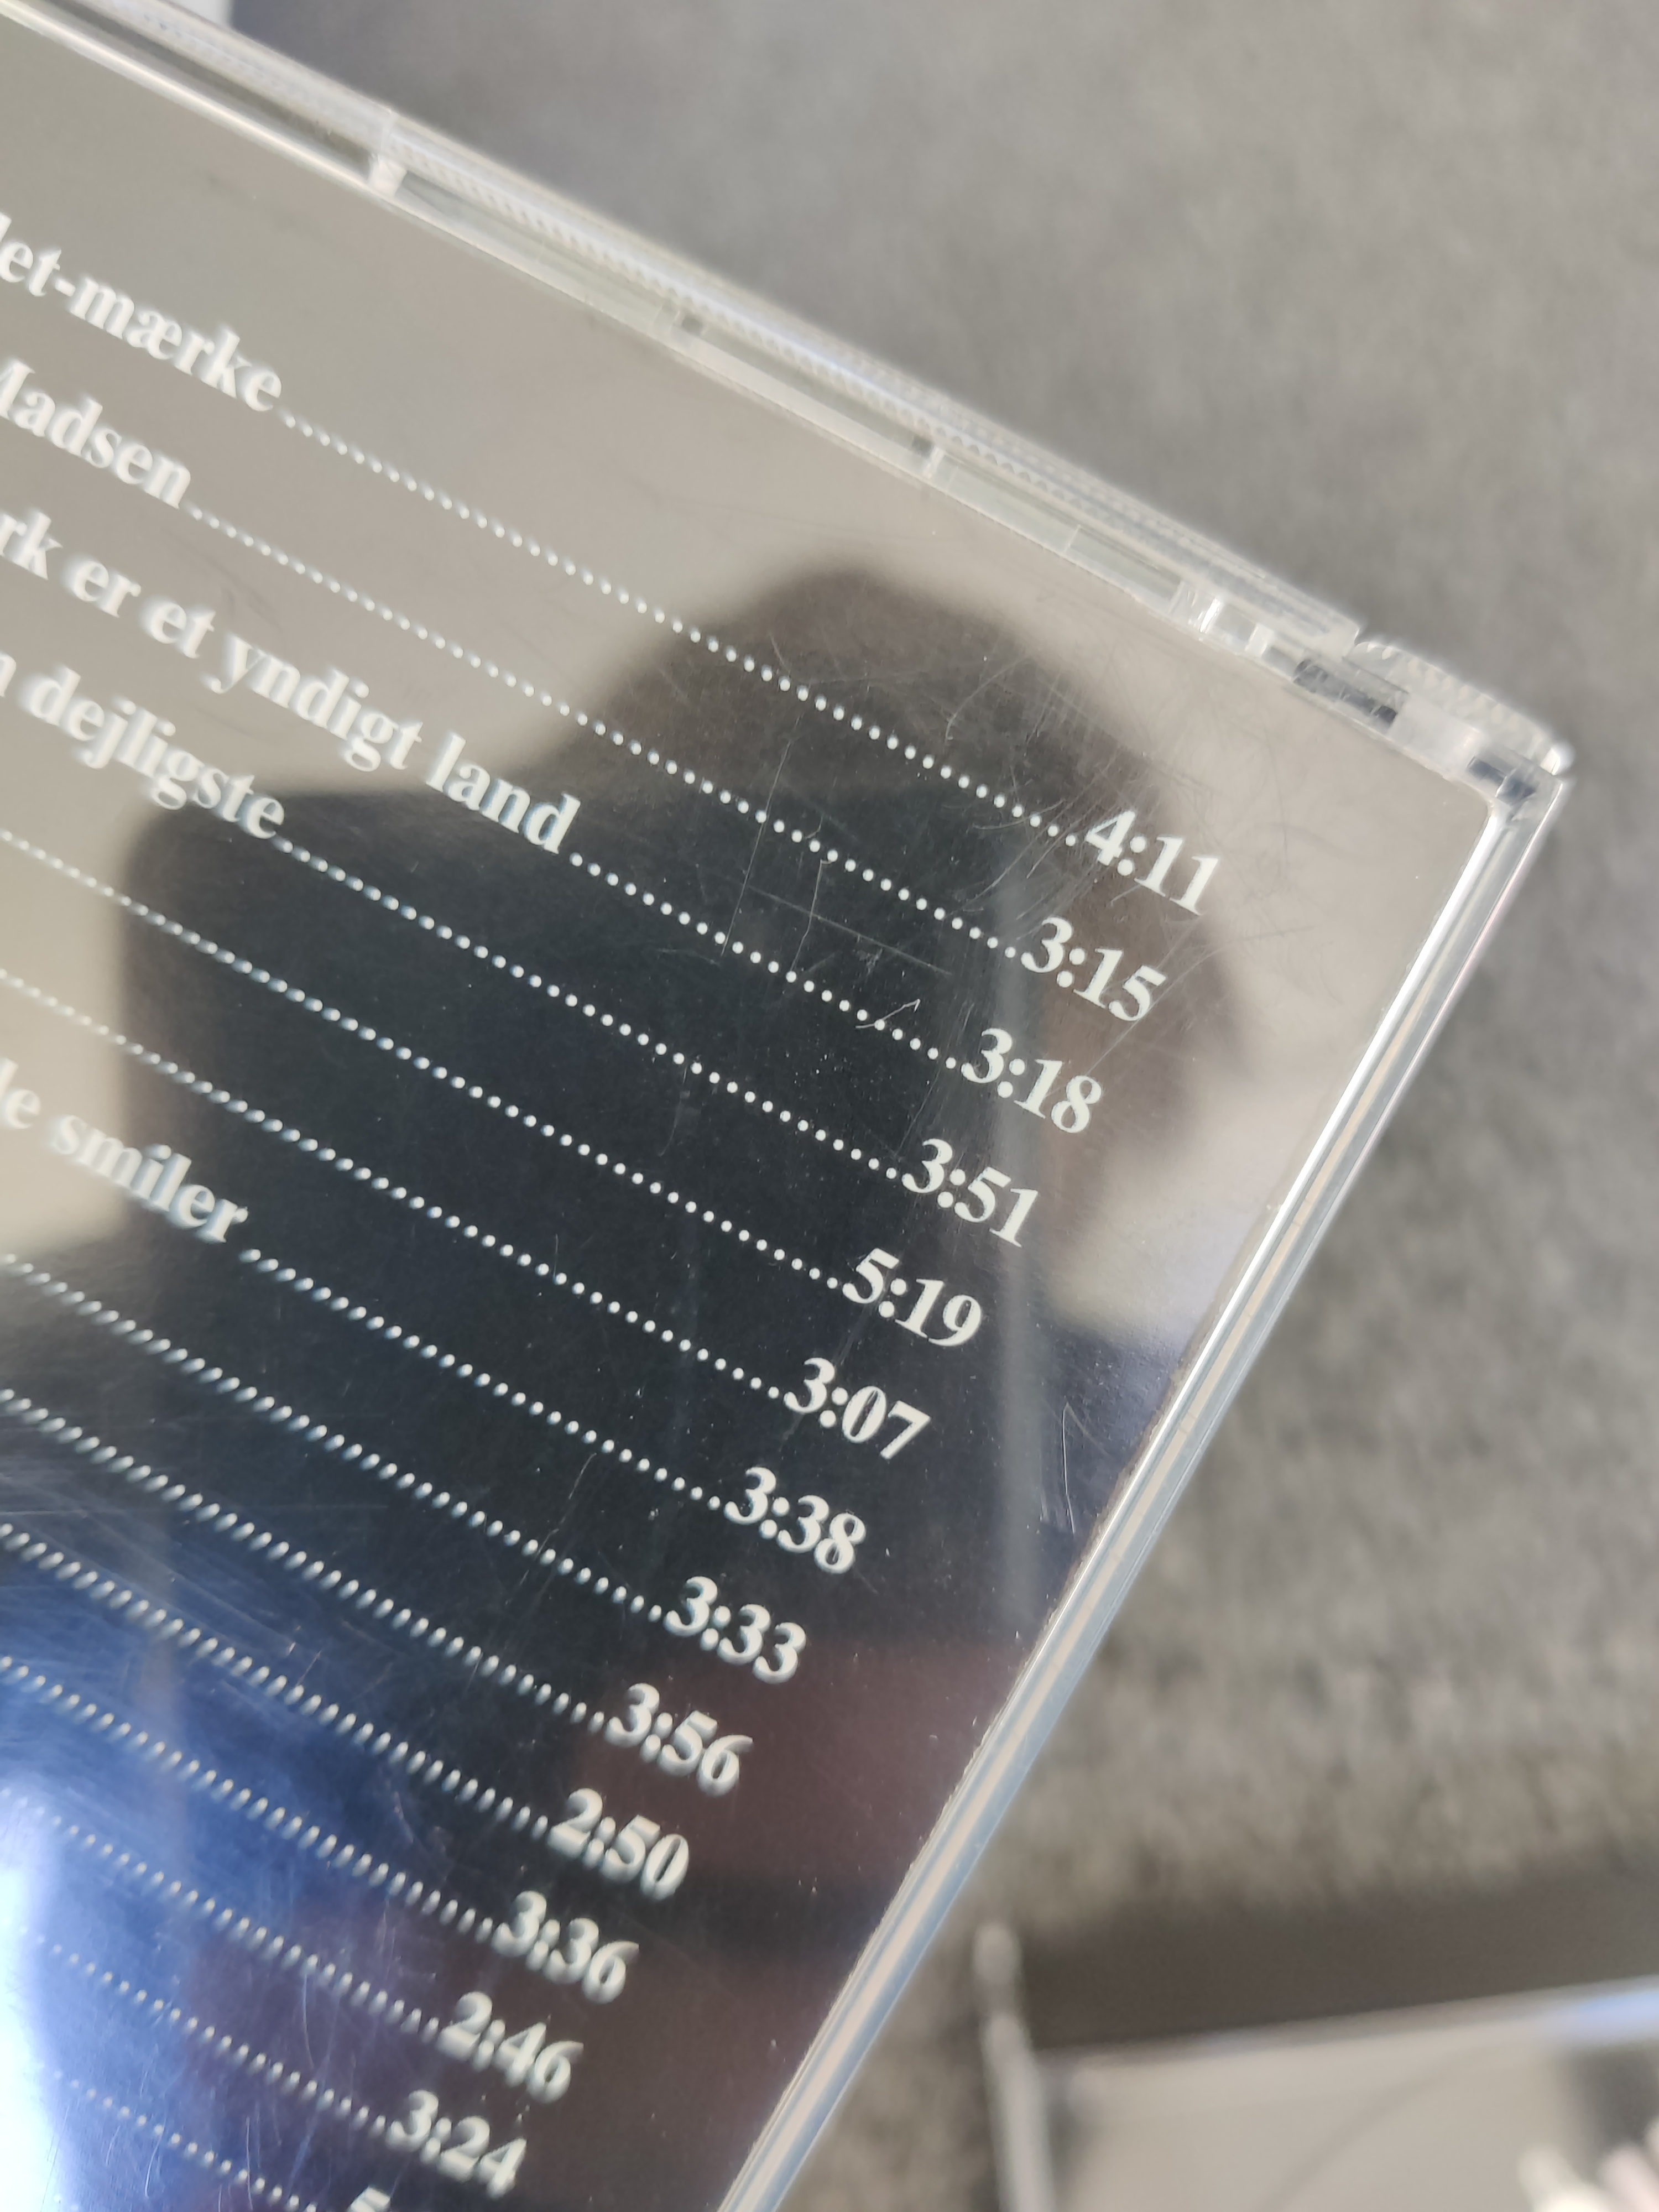 let-mærke..................4:11
Madsen..................3:15
rk er et yndigt land..................3:18
n dejligste..................3:51
..................5:19
..................3:07
le smiler..................3:38
..................3:33
..................3:56
..................2:50
..................3:36
..................2:46
..................3:24